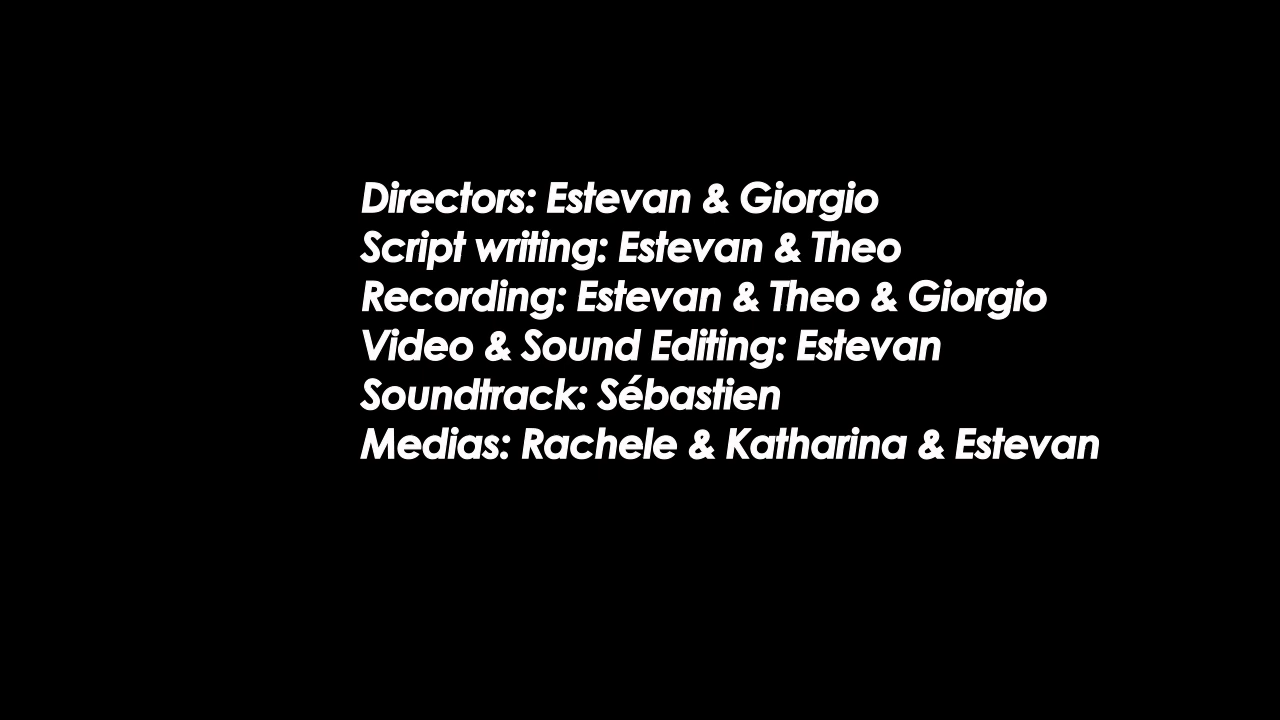 Directors: Estevan & Giorgio
Script writing: Estevan & Theo
Recording: Estevan & Theo & Giorgio
Video & Sound Editing: Estevan
Soundtrack: Sébastien
Medias: Rachele & Katharina & Estevan